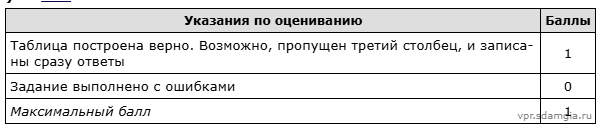 Указания по оцениванию Баллы
Таблица построена верно. Возможно, пропущен третий столбец, и записа-
ны сразу ответы 1
Задание выполнено с ошибками 0
Максимальный балл 1
vpr.sdamgia.ru